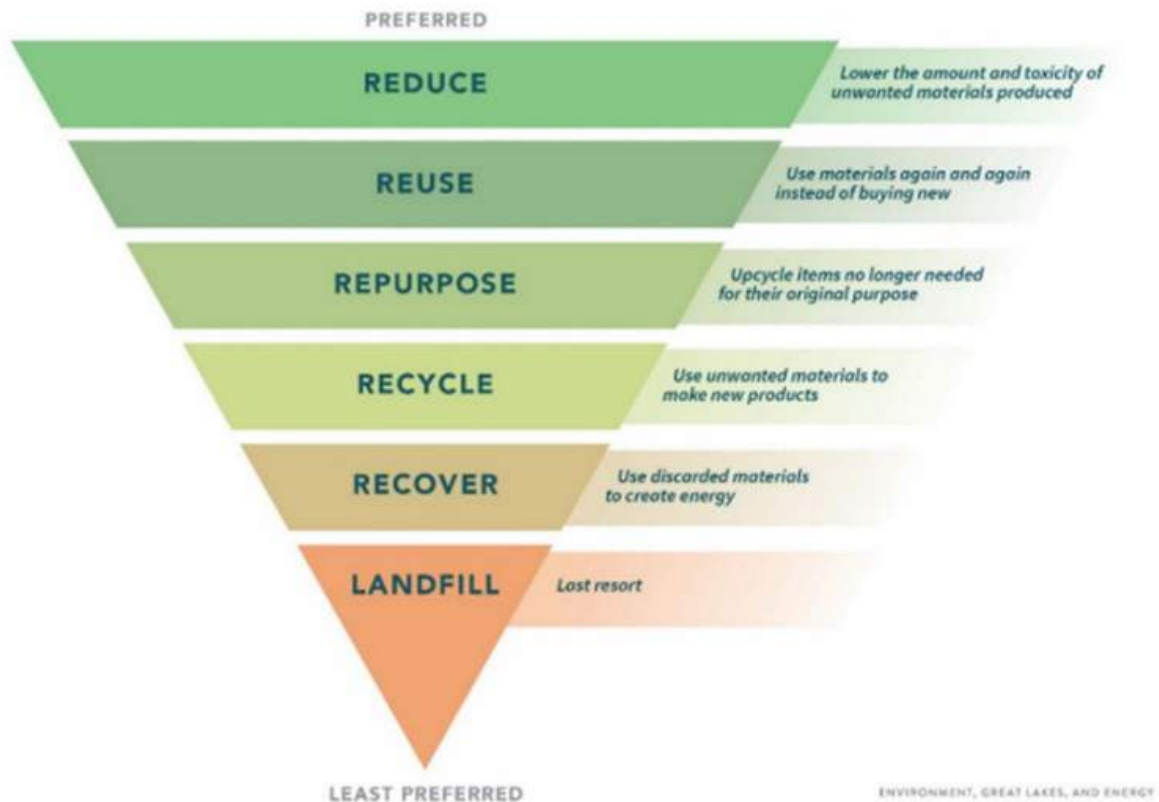 PREFERRED
REDUCE
Lower the amount and toxicity of
unwanted materials produced
REUSE
Use materials again and again
instead of buying new
REPURPOSE
Upcycle items no longer needed
for their original purpose
RECYCLE
Use unwanted materials to
make new products
RECOVER
Use discarded materials
to create energy
LANDFILL
Last resort
LEAST PREFERRED
ENVIRONMENT, GREAT LAKES, AND ENERGY